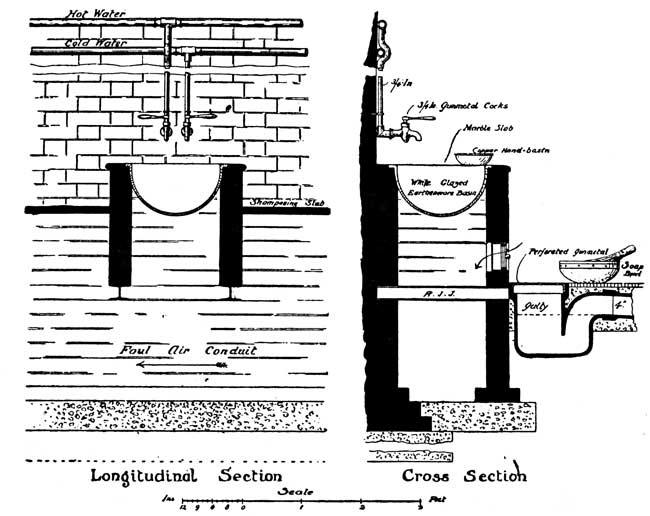 Hot Water
Cold Water
Shampooing Slab
Foul Air Conduit
Longitudinal Section
3/4 In
3/4 In Gunmetal Cocks
Marble Slab
Copper Hand-basin
White Glazed
Earthenware Basin
Perforated Gunmetal
Soap
Bowl
R.I.J.
Gully
4"
Cross Section
Scale
Ins 12 9 6 3 0 1 2 3 Feet